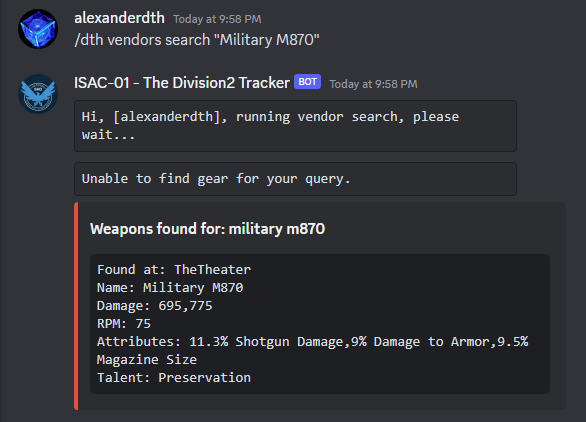 alexanderdth Today at 9:58 PM
/dth vendors search "Military M870"
ISAC-01 - The Division2 Tracker BOT Today at 9:58 PM
Hi, [alexanderdth], running vendor search, please
wait...
Unable to find gear for your query.
Weapons found for: military m870
Found at: TheTheater
Name: Military M870
Damage: 695,775
RPM: 75
Attributes: 11.3% Shotgun Damage,9% Damage to Armor,9.5%
Magazine Size
Talent: Preservation